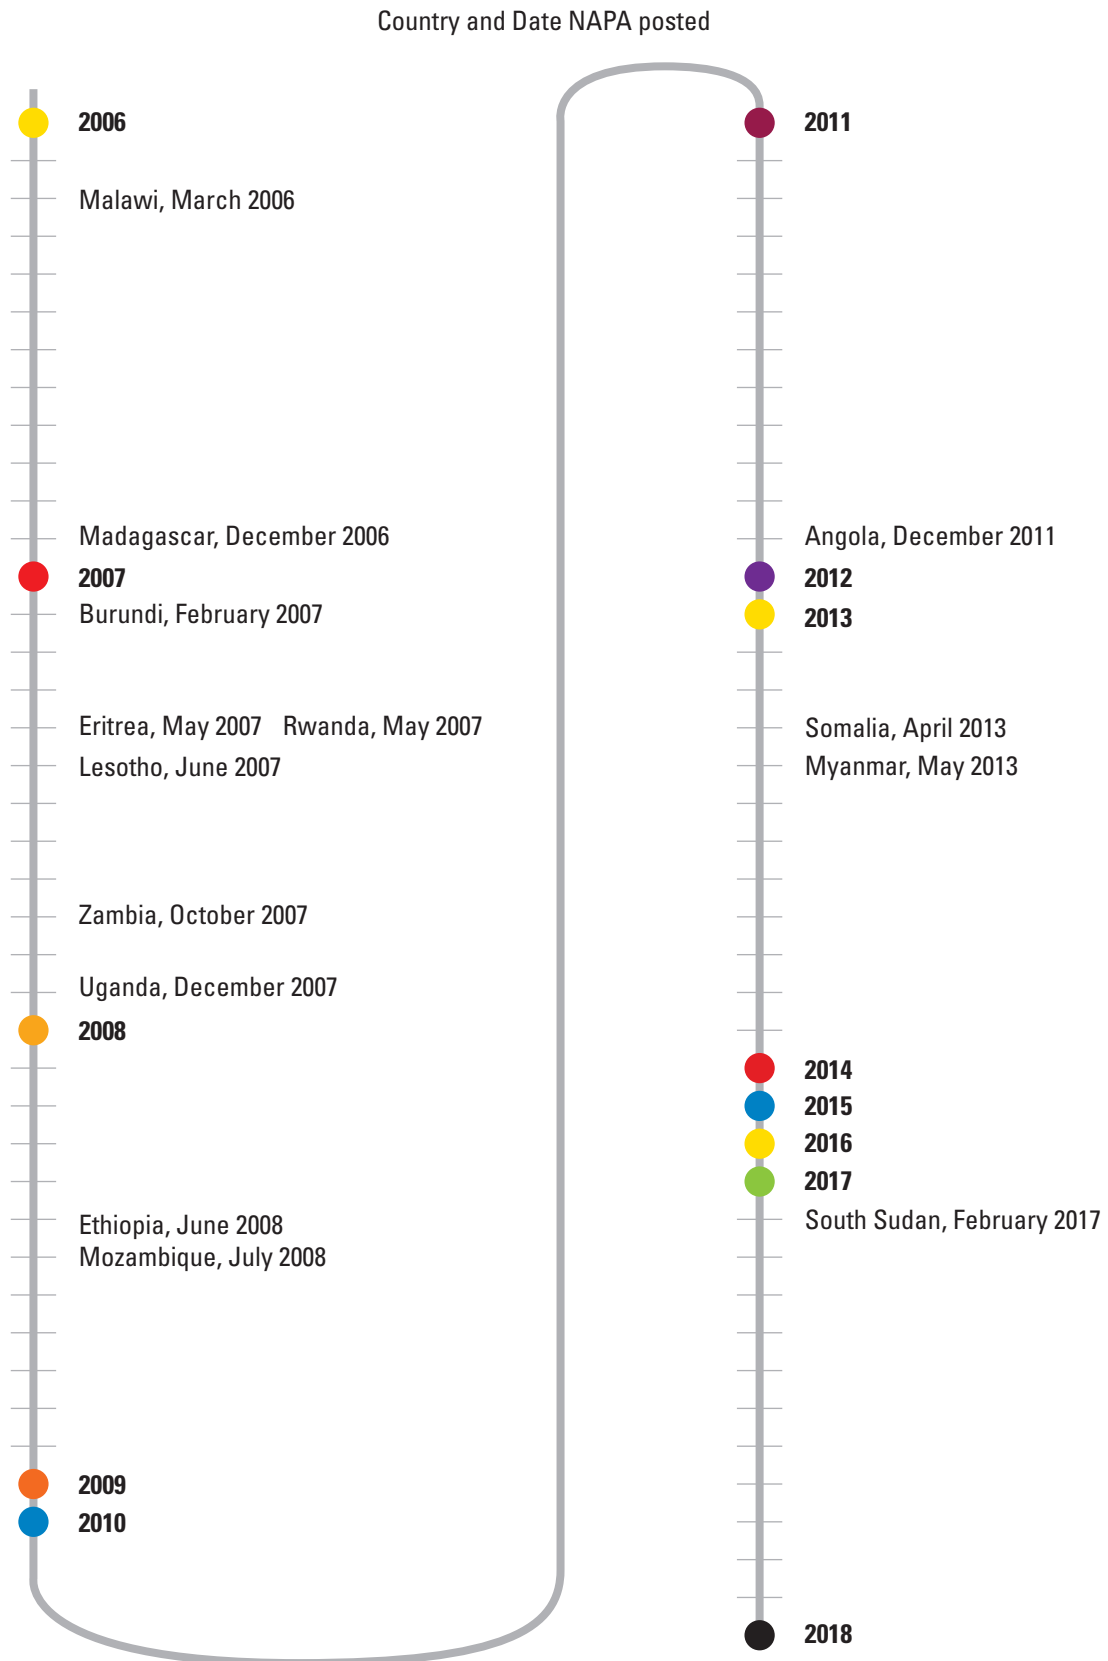 Country and Date NAPA posted
2006
Malawi, March 2006
Madagascar, December 2006
2007
Burundi, February 2007
Eritrea, May 2007 Rwanda, May 2007
Lesotho, June 2007
Zambia, October 2007
Uganda, December 2007
2008
Ethiopia, June 2008
Mozambique, July 2008
2009
2010
2011
Angola, December 2011
2012
2013
Somalia, April 2013
Myanmar, May 2013
2014
2015
2016
2017
South Sudan, February 2017
2018